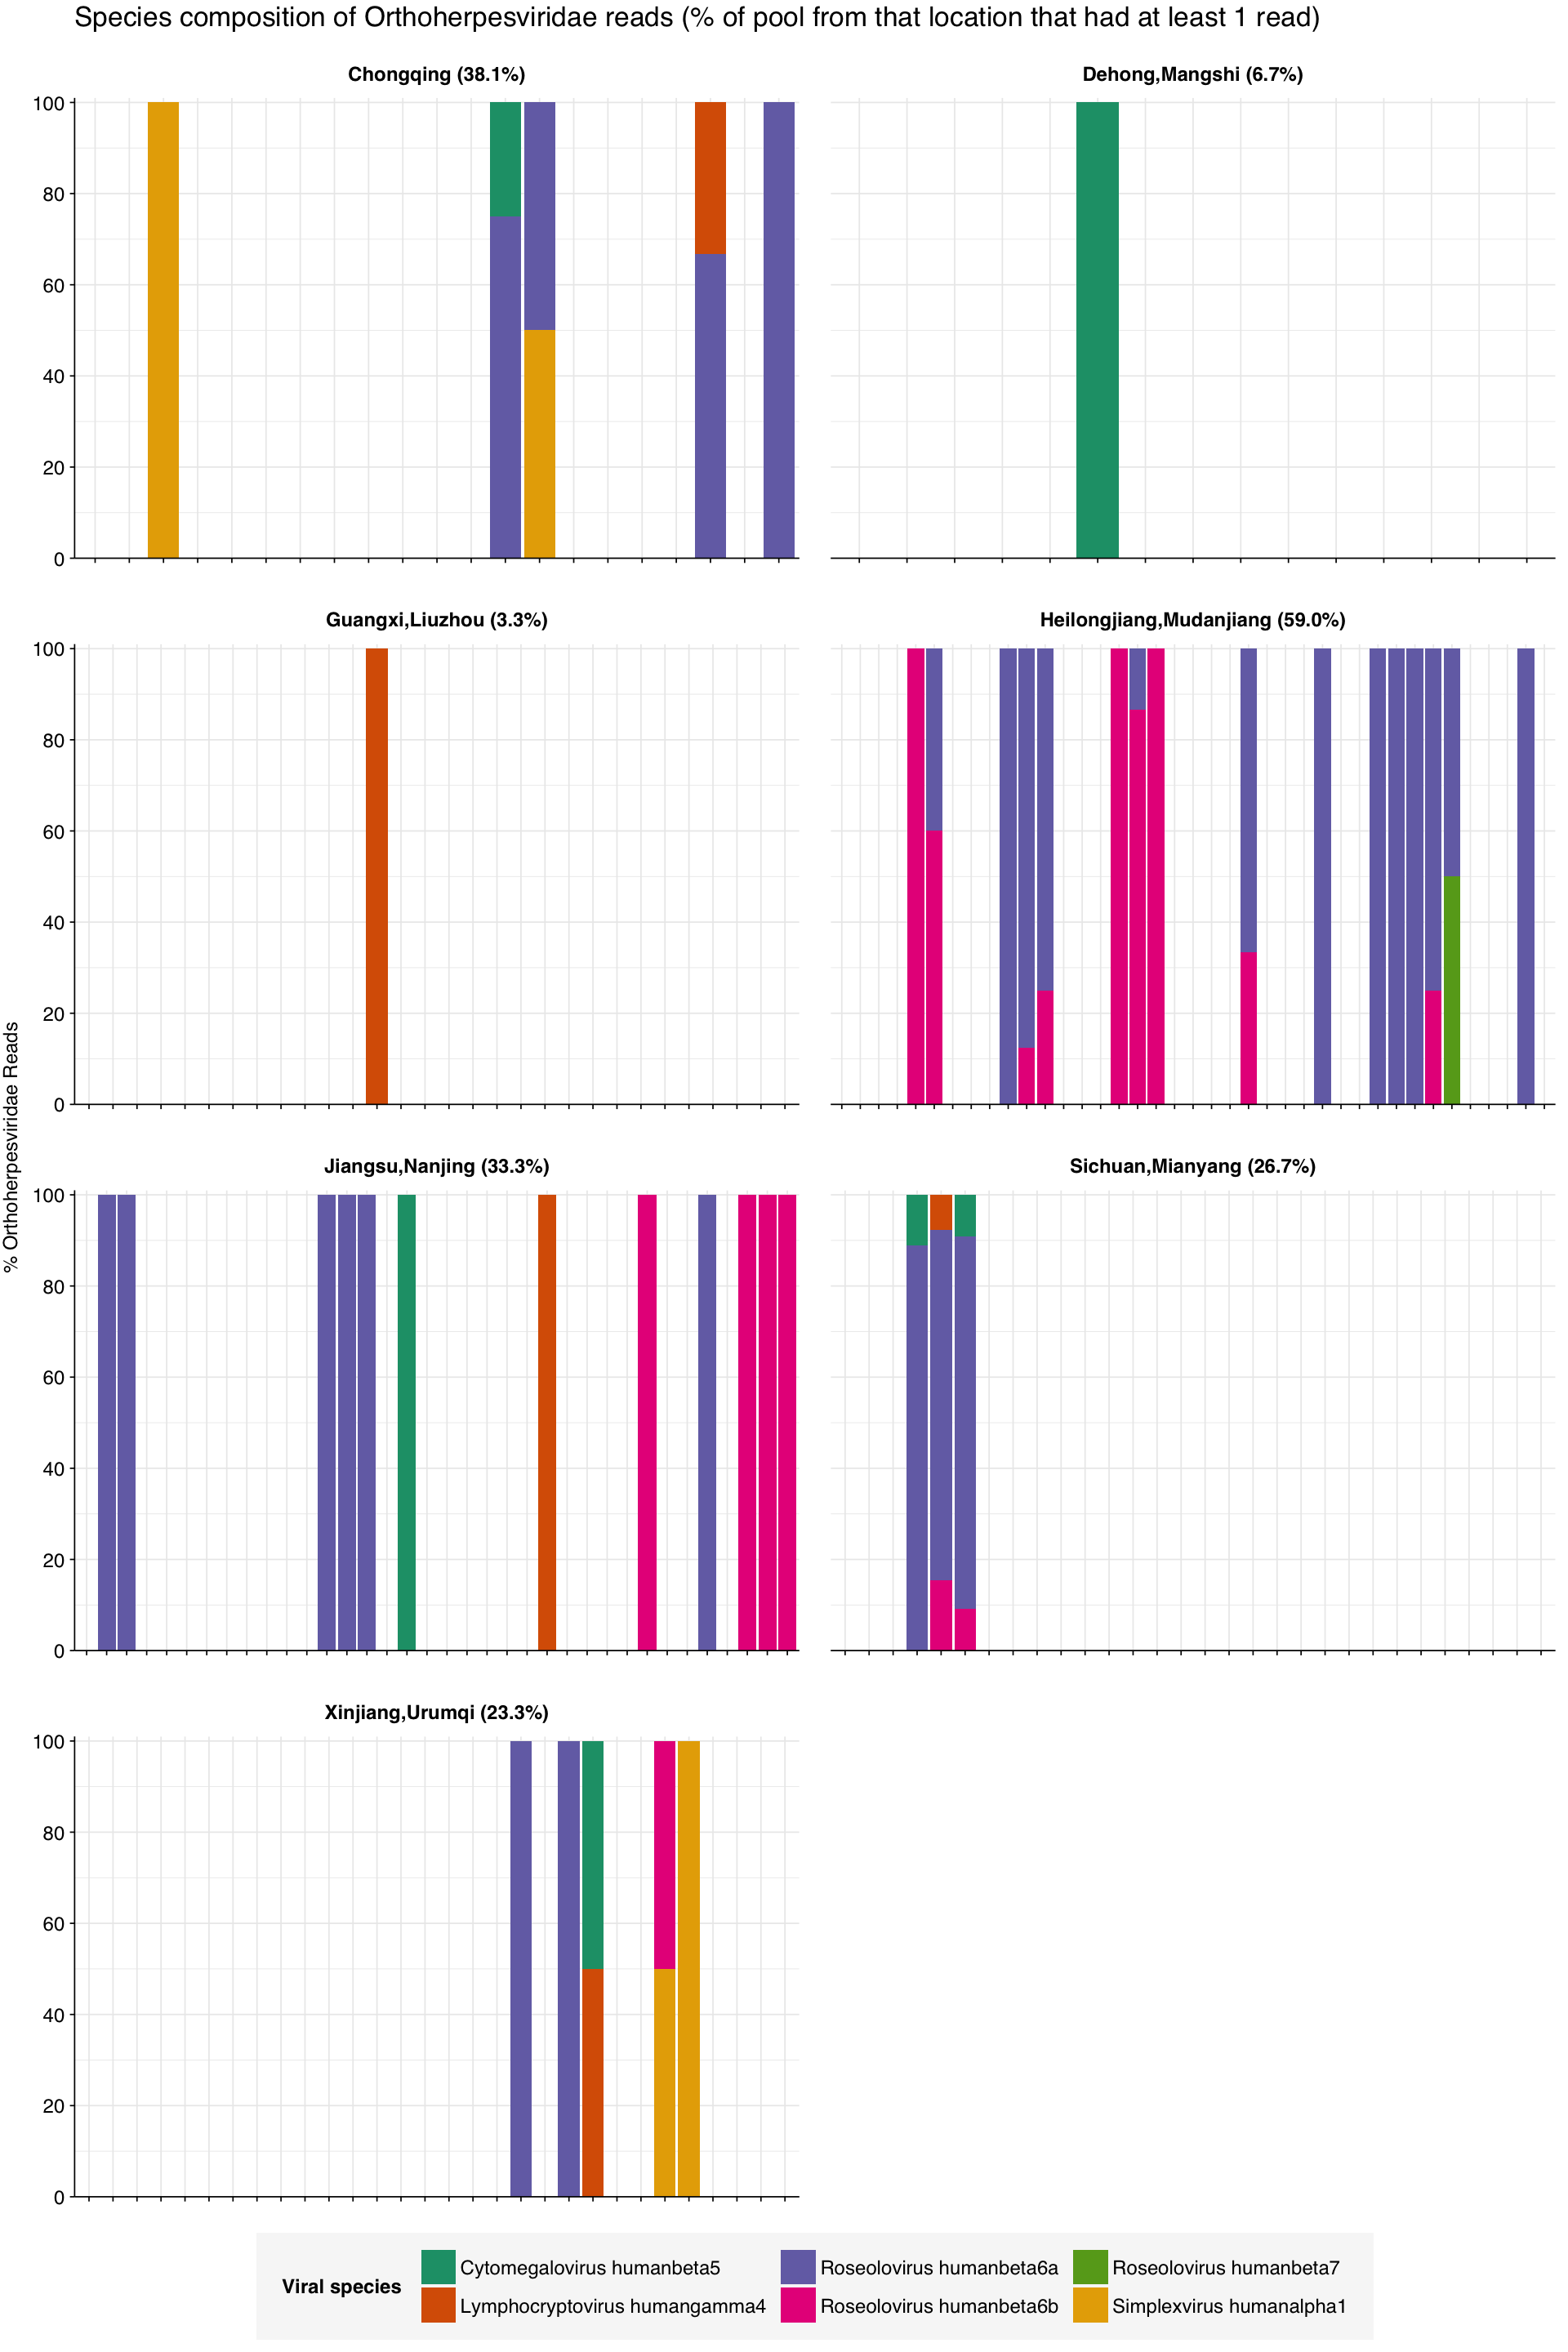 Species composition of Orthoherpesviridae reads (% of pool from that location that had at least 1 read)
Chongqing (38.1%)
Dehong,Mangshi (6.7%)
100
80
60
40
20
0
Guangxi,Liuzhou (3.3%)
Heilongjiang,Mudanjiang (59.0%)
100
80
60
40
20
0
% Orthoherpesviridae Reads
Jiangsu,Nanjing (33.3%)
Sichuan,Mianyang (26.7%)
100
80
60
40
20
0
Xinjiang,Urumqi (23.3%)
100
80
60
40
20
0
Viral species
Cytomegalovirus humanbeta5
Roseolovirus humanbeta6a
Roseolovirus humanbeta7
Lymphocryptovirus humangamma4
Roseolovirus humanbeta6b
Simplexvirus humanalpha1